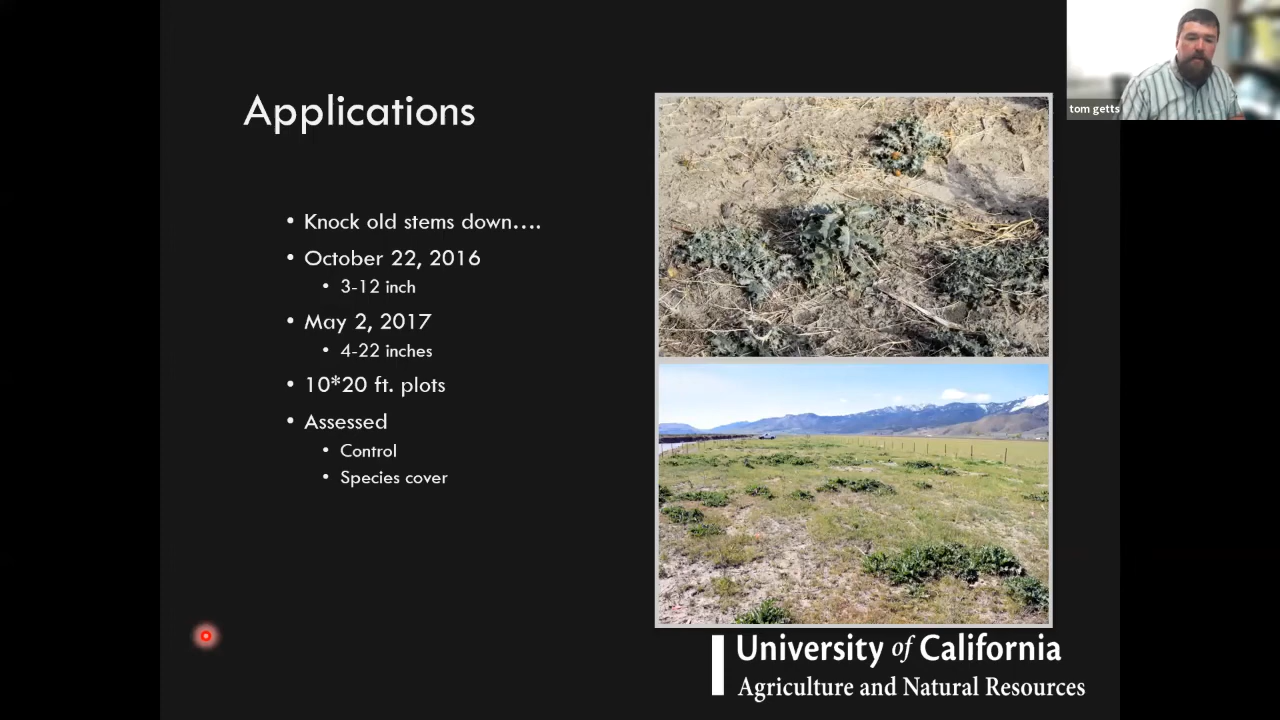 Applications
tom getts
• Knock old stems down....
• October 22, 2016
• 3-12 inch
• May 2, 2017
• 4-22 inches
• 10*20 ft. plots
• Assessed
• Control
• Species cover
University of California
Agriculture and Natural Resources